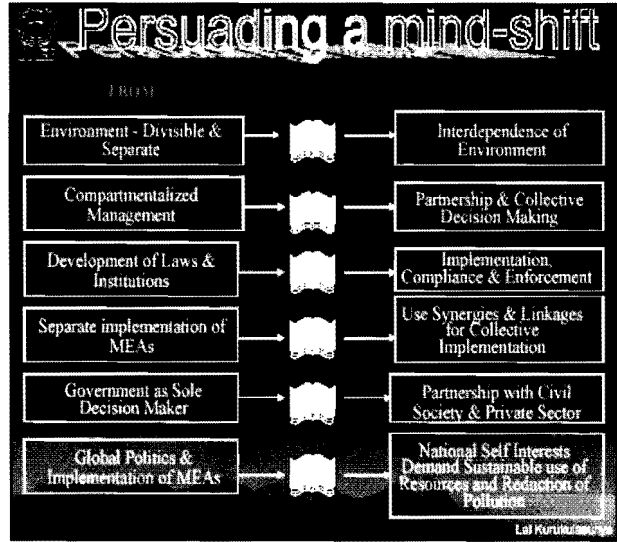 Persuading a mind-shift
FROM
Environment - Divisible &
Separate
Interdependence of
Environment
Compartmentalized
Management
Partnership & Collective
Decision Making
Development of Laws &
Institutions
Implementation,
Compliance & Enforcement
Separate implementation of
MEAs
Use Synergies & Linkages
for Collective
Implementation
Government as Sole
Decision Maker
Partnership with Civil
Society & Private Sector
Global Politics &
Implementation of MEAs
National Self Interests
Demand Sustainable use of
Resources and Reduction of
Pollution
Lal